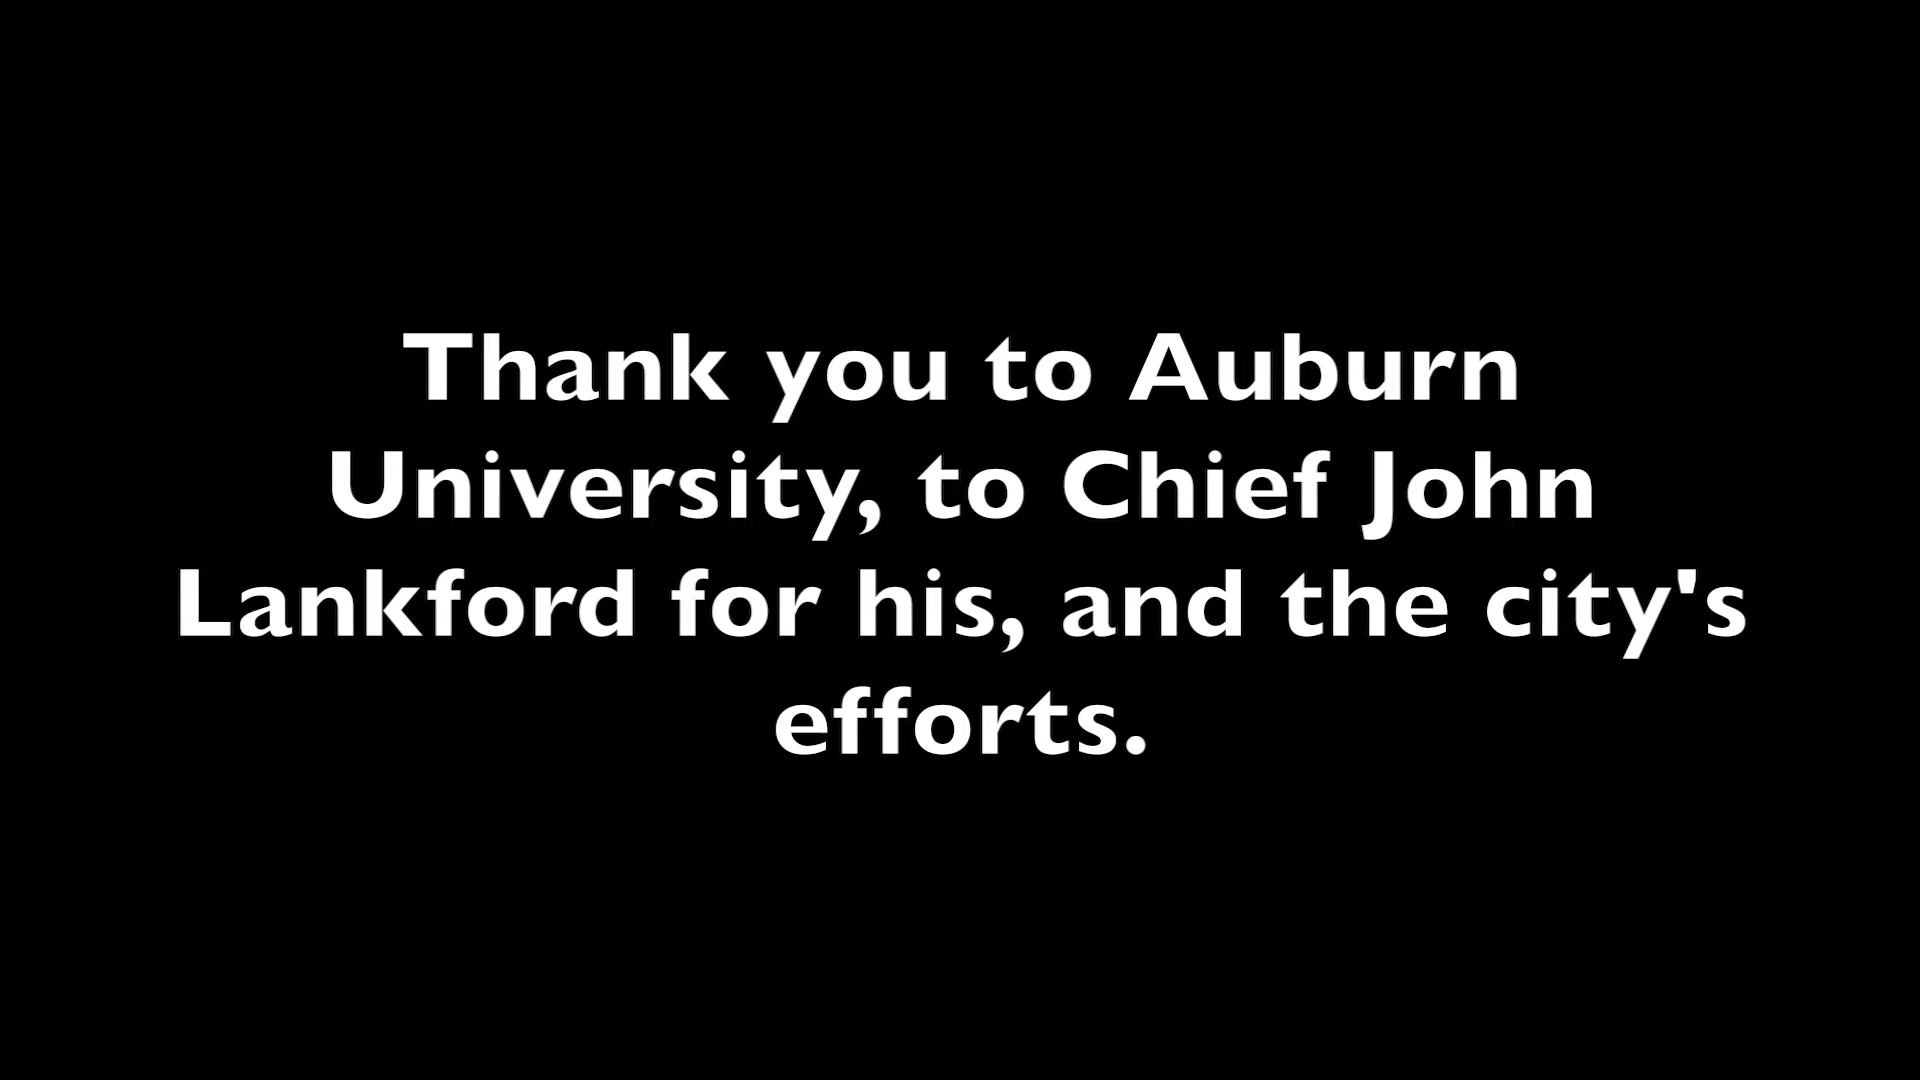 Thank you to Auburn
University, to Chief John
Lankford for his, and the city's
efforts.